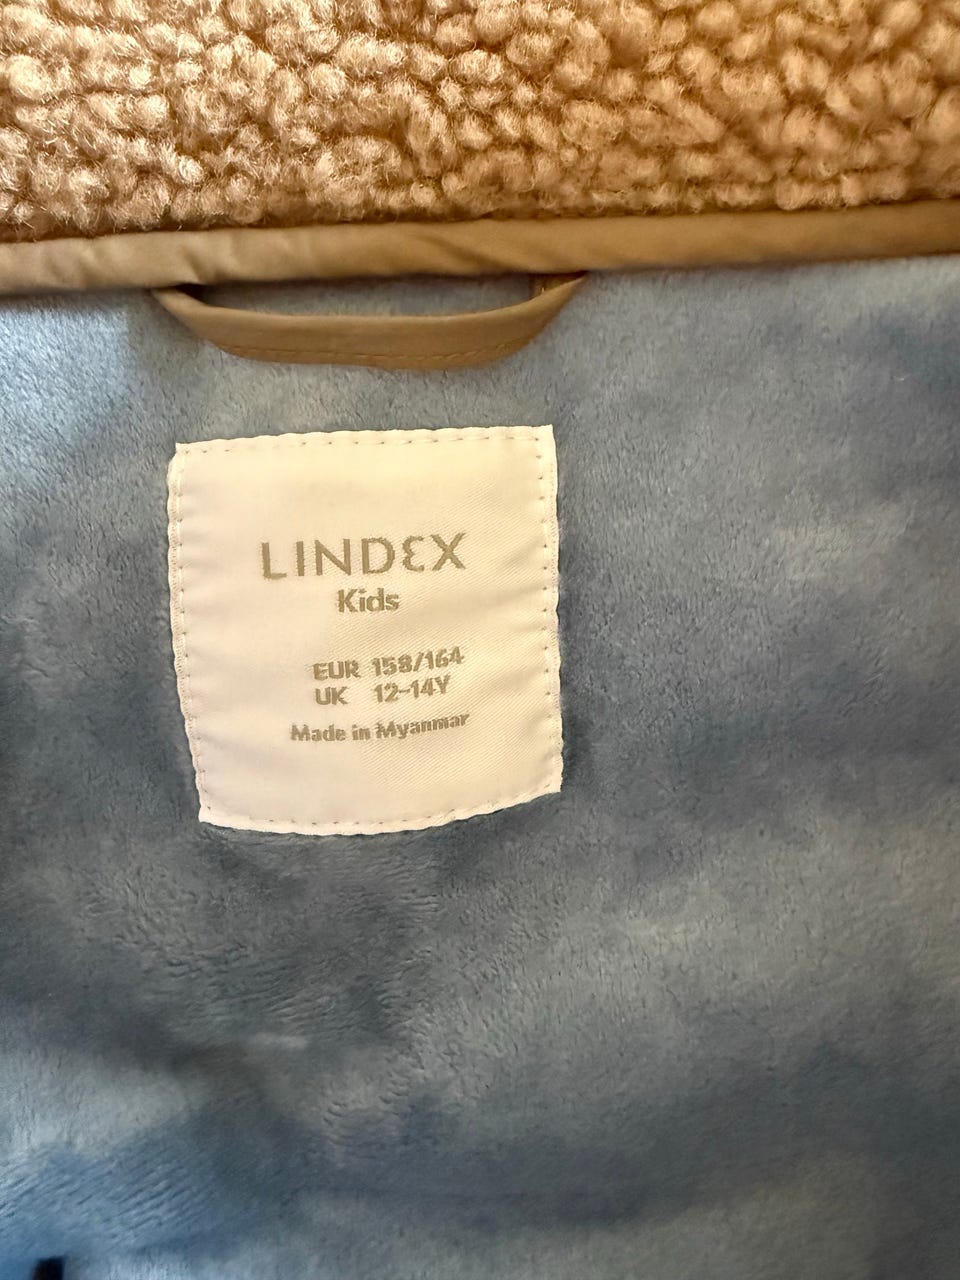 LINDEX
Kids
EUR 158/164
UK 12-14Y
Made in Myanmar